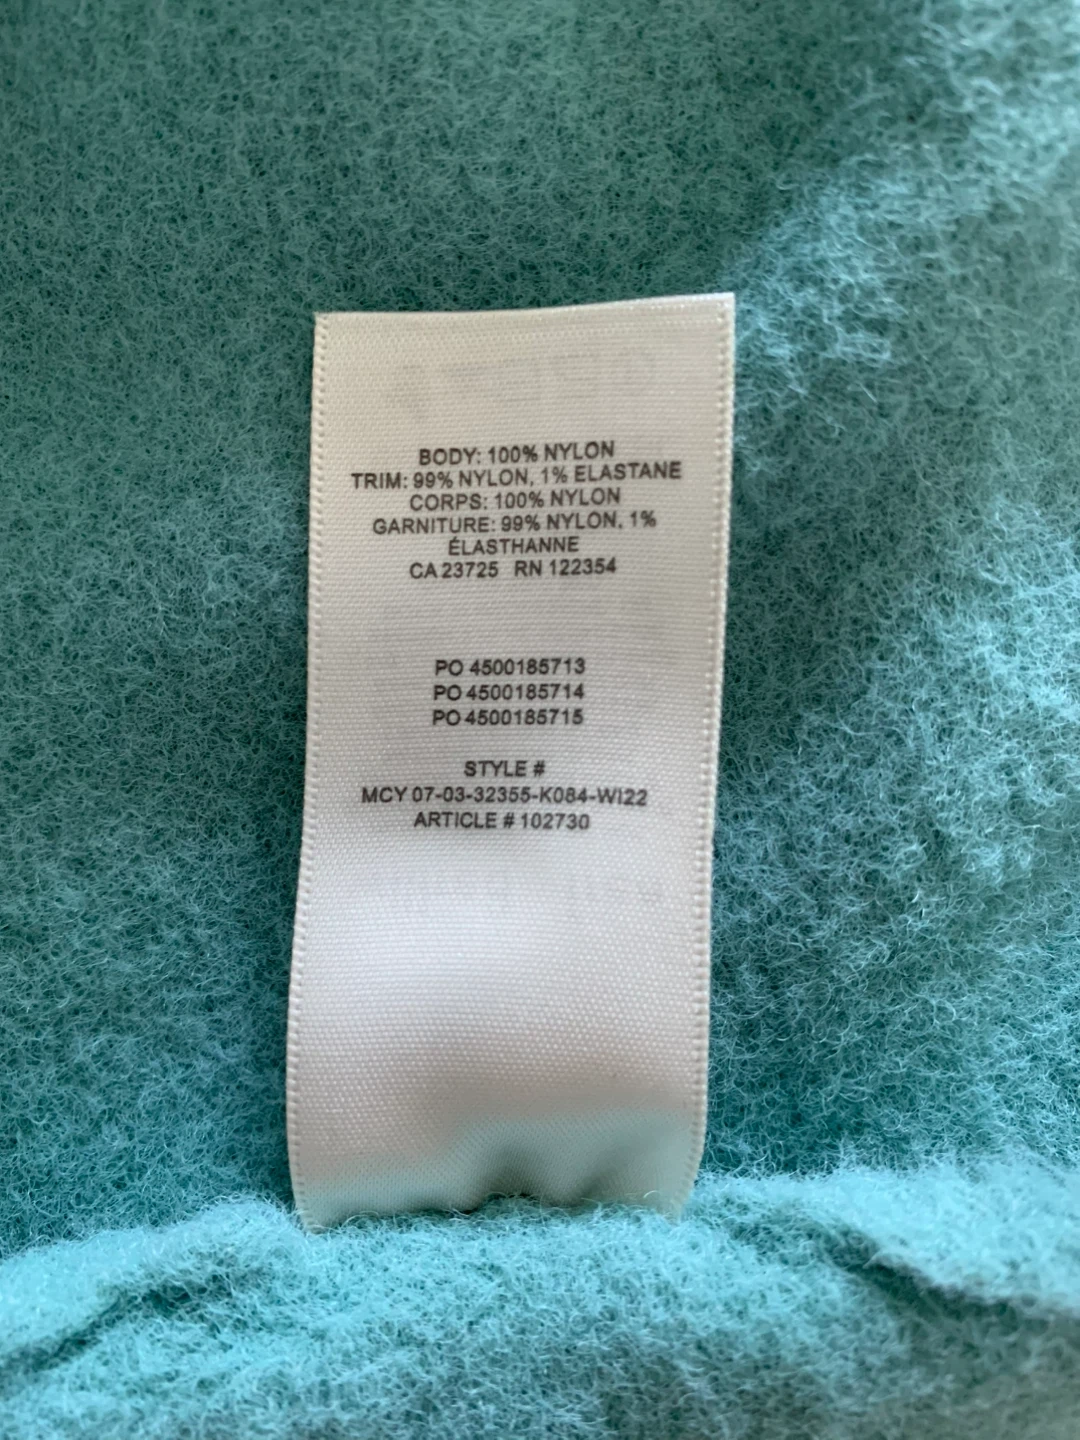 BODY: 100% NYLON
TRIM: 99% NYLON, 1% ELASTANE
CORPS: 100% NYLON
GARNITURE: 99% NYLON, 1%
ÉLASTHANNE
CA 23725 RN 122354
PO 4500185713
PO 4500185714
PO 4500185715
STYLE #
MCY 07-03-32355-K084-WI22
ARTICLE # 102730